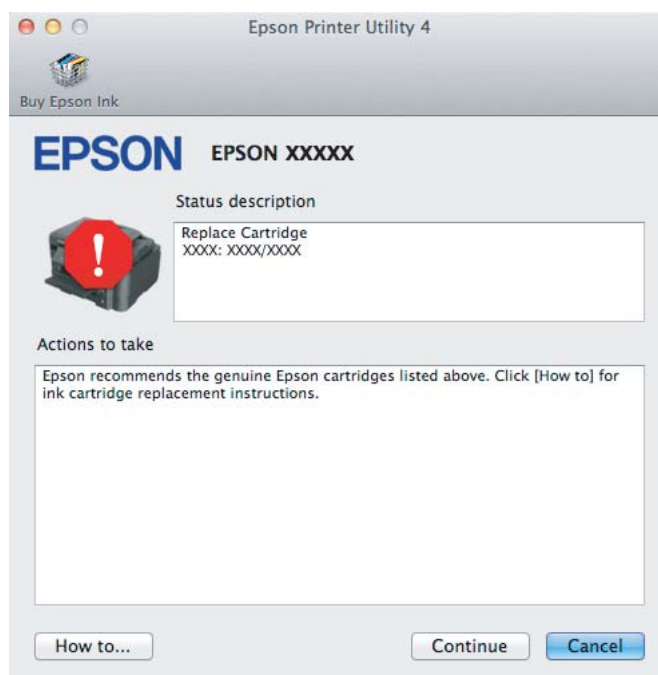 Epson Printer Utility 4
Buy Epson Ink
EPSON EPSON XXXXX
Status description
Replace Cartridge
XXXX: XXXX/XXXX
!
Actions to take
Epson recommends the genuine Epson cartridges listed above. Click [How to] for
ink cartridge replacement instructions.
How to... Continue Cancel